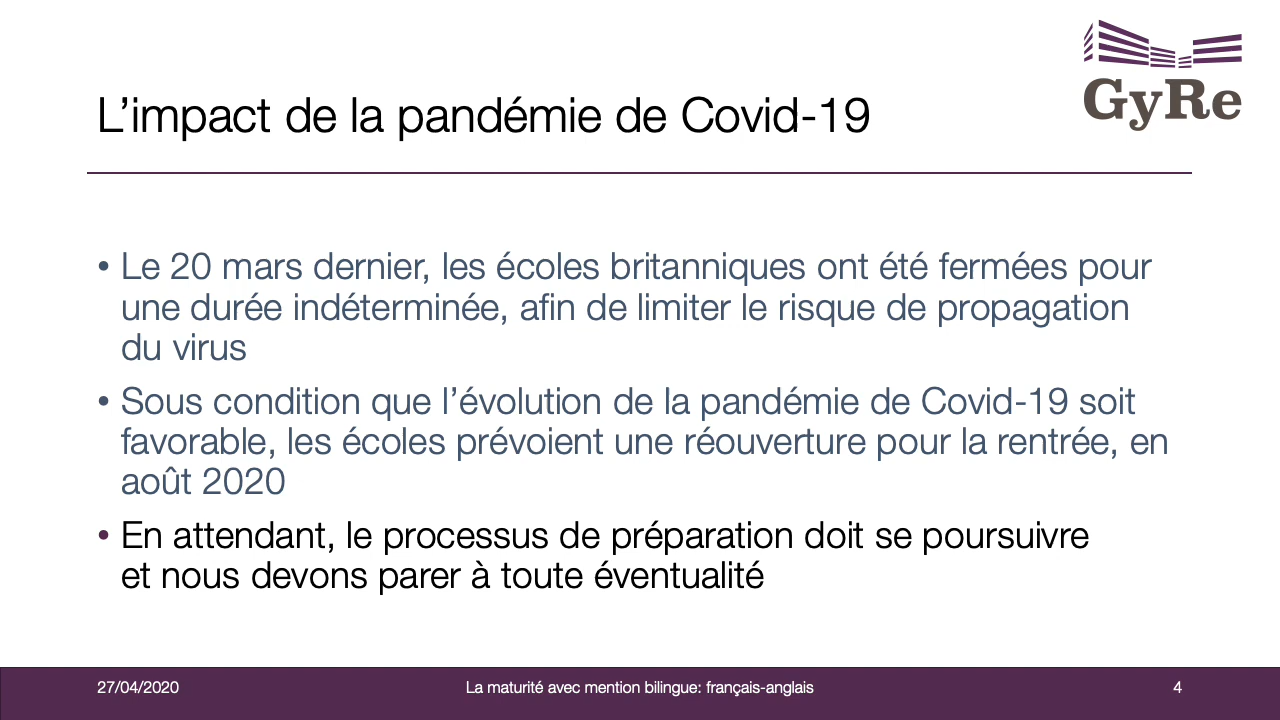 GyRe
L’impact de la pandémie de Covid-19
• Le 20 mars dernier, les écoles britanniques ont été fermées pour
une durée indéterminée, afin de limiter le risque de propagation
du virus
• Sous condition que l’évolution de la pandémie de Covid-19 soit
favorable, les écoles prévoient une réouverture pour la rentrée, en
août 2020
• En attendant, le processus de préparation doit se poursuivre
et nous devons parer à toute éventualité
27/04/2020
La maturité avec mention bilingue: français-anglais
4